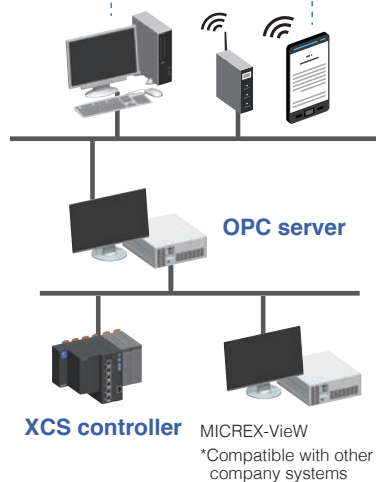 OPC server
XCS controller
MICREX-VieW
*Compatible with other
company systems